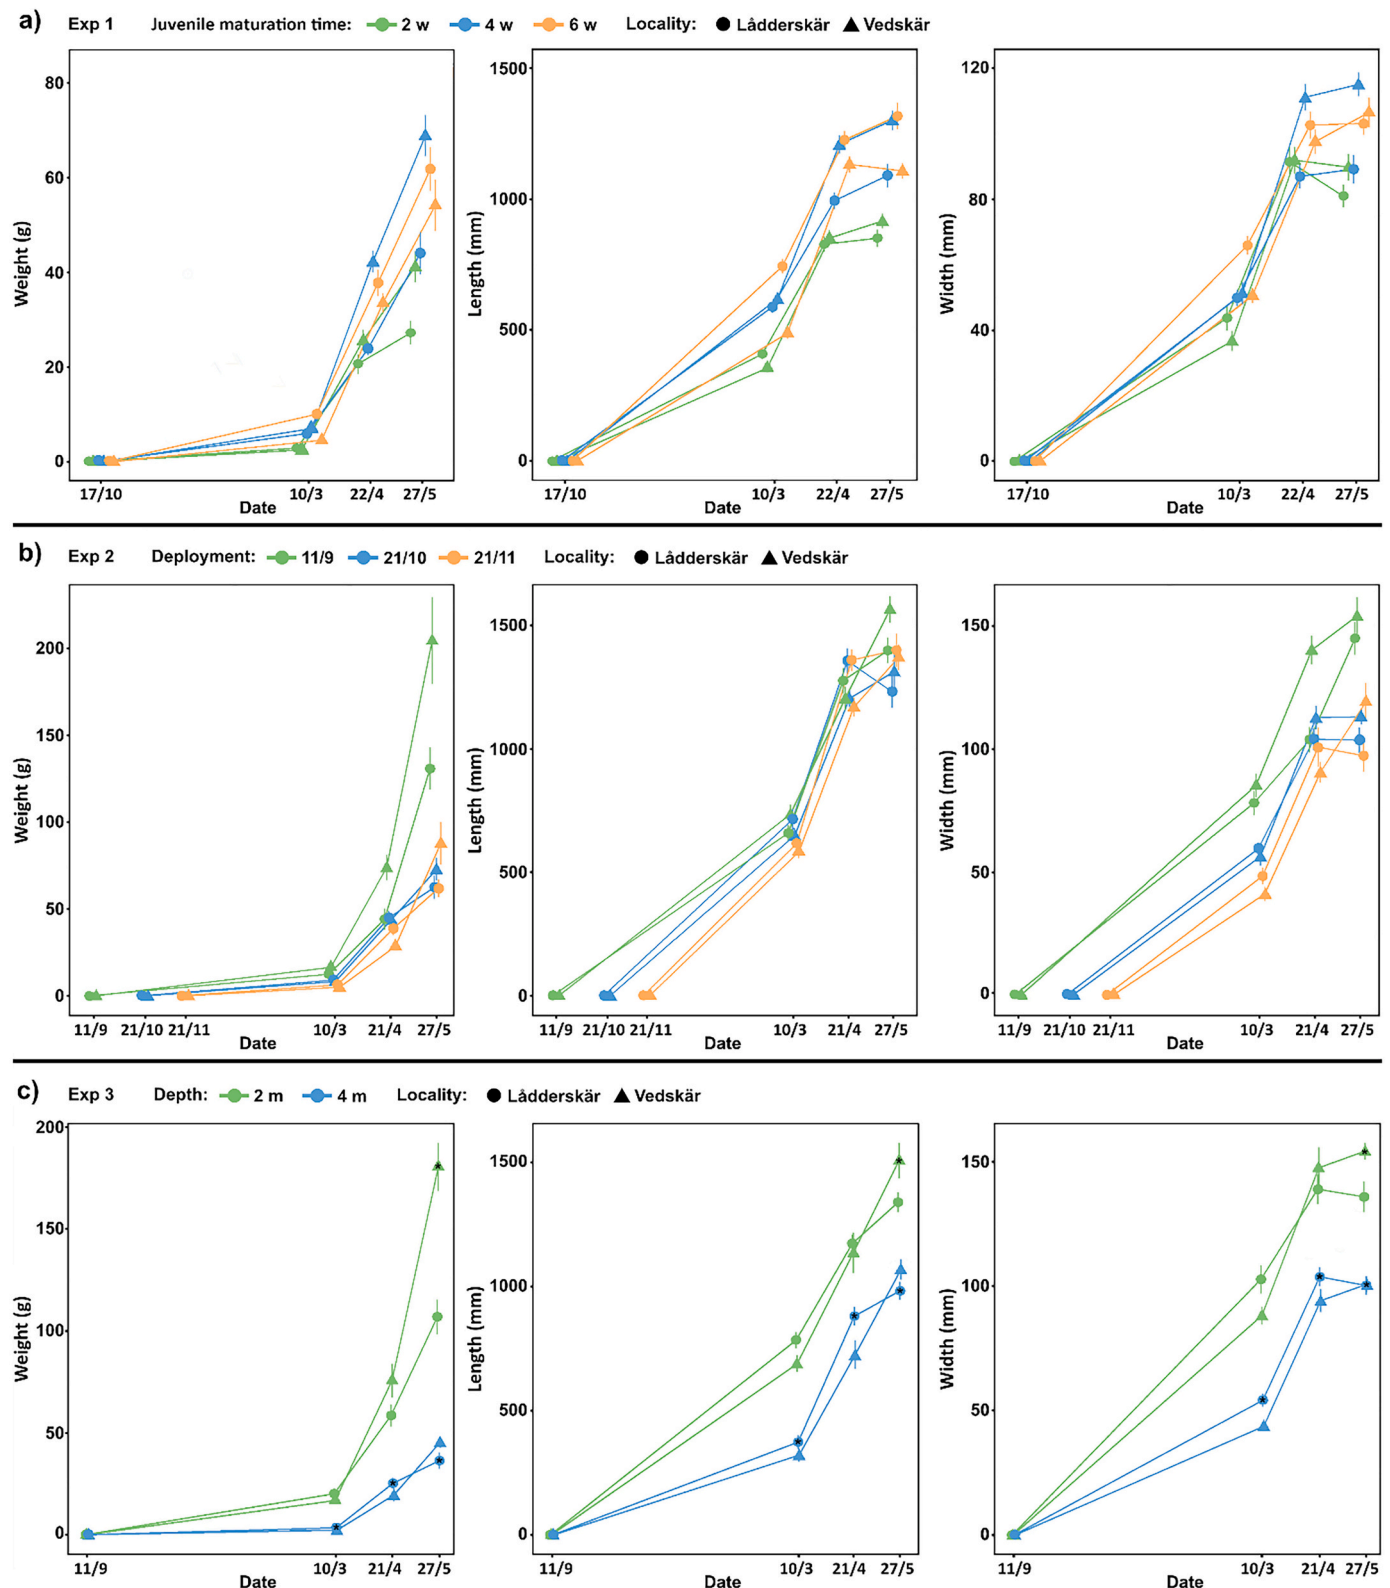 a) Exp 1 Juvenile maturation time: 2 w 4 w 6 w Locality: Lådderskär Vedskär
Weight (g)
80
60
40
20
0
17/10 10/3 22/4 27/5
Date
Length (mm)
1500
1000
500
0
17/10 10/3 22/4 27/5
Date
Width (mm)
120
80
40
0
17/10 10/3 22/4 27/5
Date
b) Exp 2 Deployment: 11/9 21/10 21/11 Locality: Lådderskär Vedskär
Weight (g)
200
150
100
50
0
11/9 21/10 21/11 10/3 21/4 27/5
Date
Length (mm)
1500
1000
500
0
11/9 21/10 21/11 10/3 21/4 27/5
Date
Width (mm)
150
100
50
0
11/9 21/10 21/11 10/3 21/4 27/5
Date
c) Exp 3 Depth: 2 m 4 m Locality: Lådderskär Vedskär
Weight (g)
200
150
100
50
0
11/9 10/3 21/4 27/5
Date
Length (mm)
1500
1000
500
0
11/9 10/3 21/4 27/5
Date
Width (mm)
150
100
50
0
11/9 10/3 21/4 27/5
Date